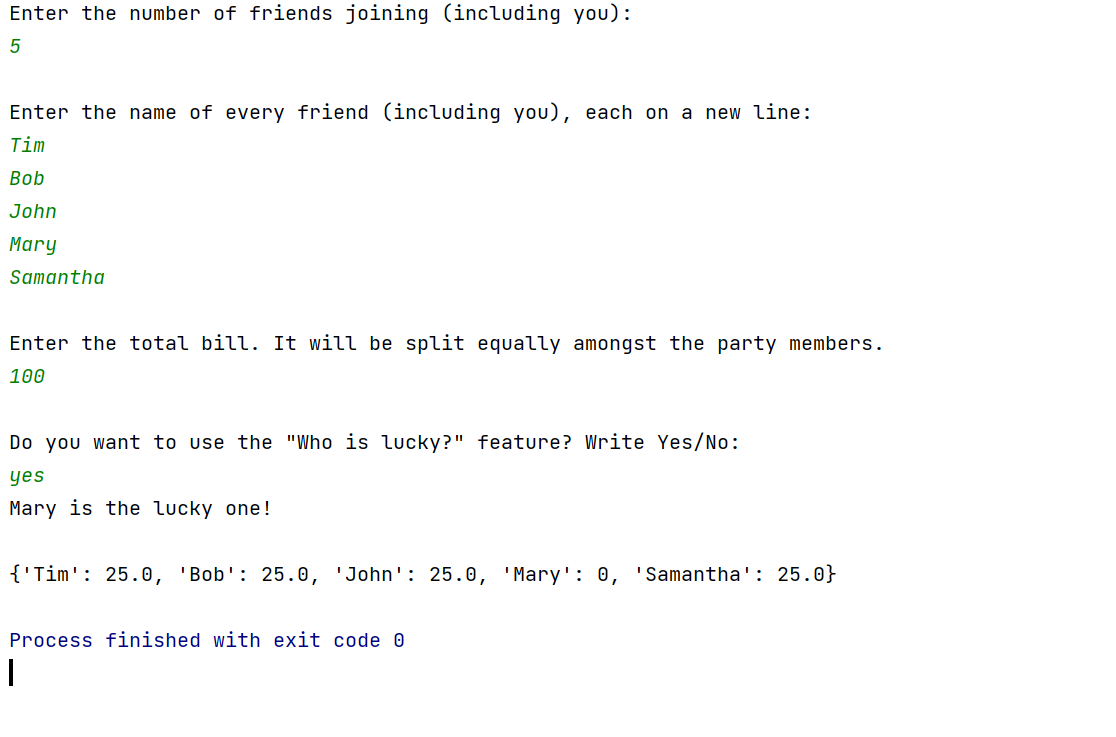 Enter the number of friends joining (including you):
5
Enter the name of every friend (including you), each on a new line:
Tim
Bob
John
Mary
Samantha
Enter the total bill. It will be split equally amongst the party members.
100
Do you want to use the "Who is lucky?" feature? Write Yes/No:
yes
Mary is the lucky one!
{'Tim': 25.0, 'Bob': 25.0, 'John': 25.0, 'Mary': 0, 'Samantha': 25.0}
Process finished with exit code 0